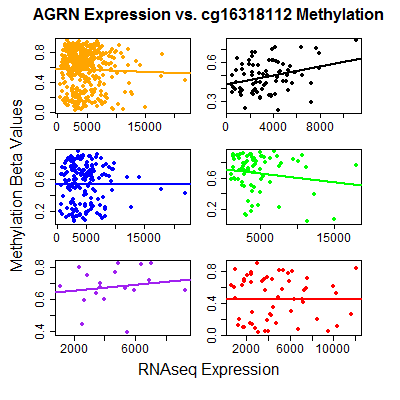 AGRN Expression vs. cg16318112 Methylation
Methylation Beta Values
0.0 0.4 0.8
0 5000 15000
0.3 0.6
0 4000 8000
0.2 0.6
0 5000 15000
0.2 0.6
5000 15000
0.4 0.6 0.8
2000 6000
0.0 0.4 0.8
2000 6000 10000
RNAseq Expression